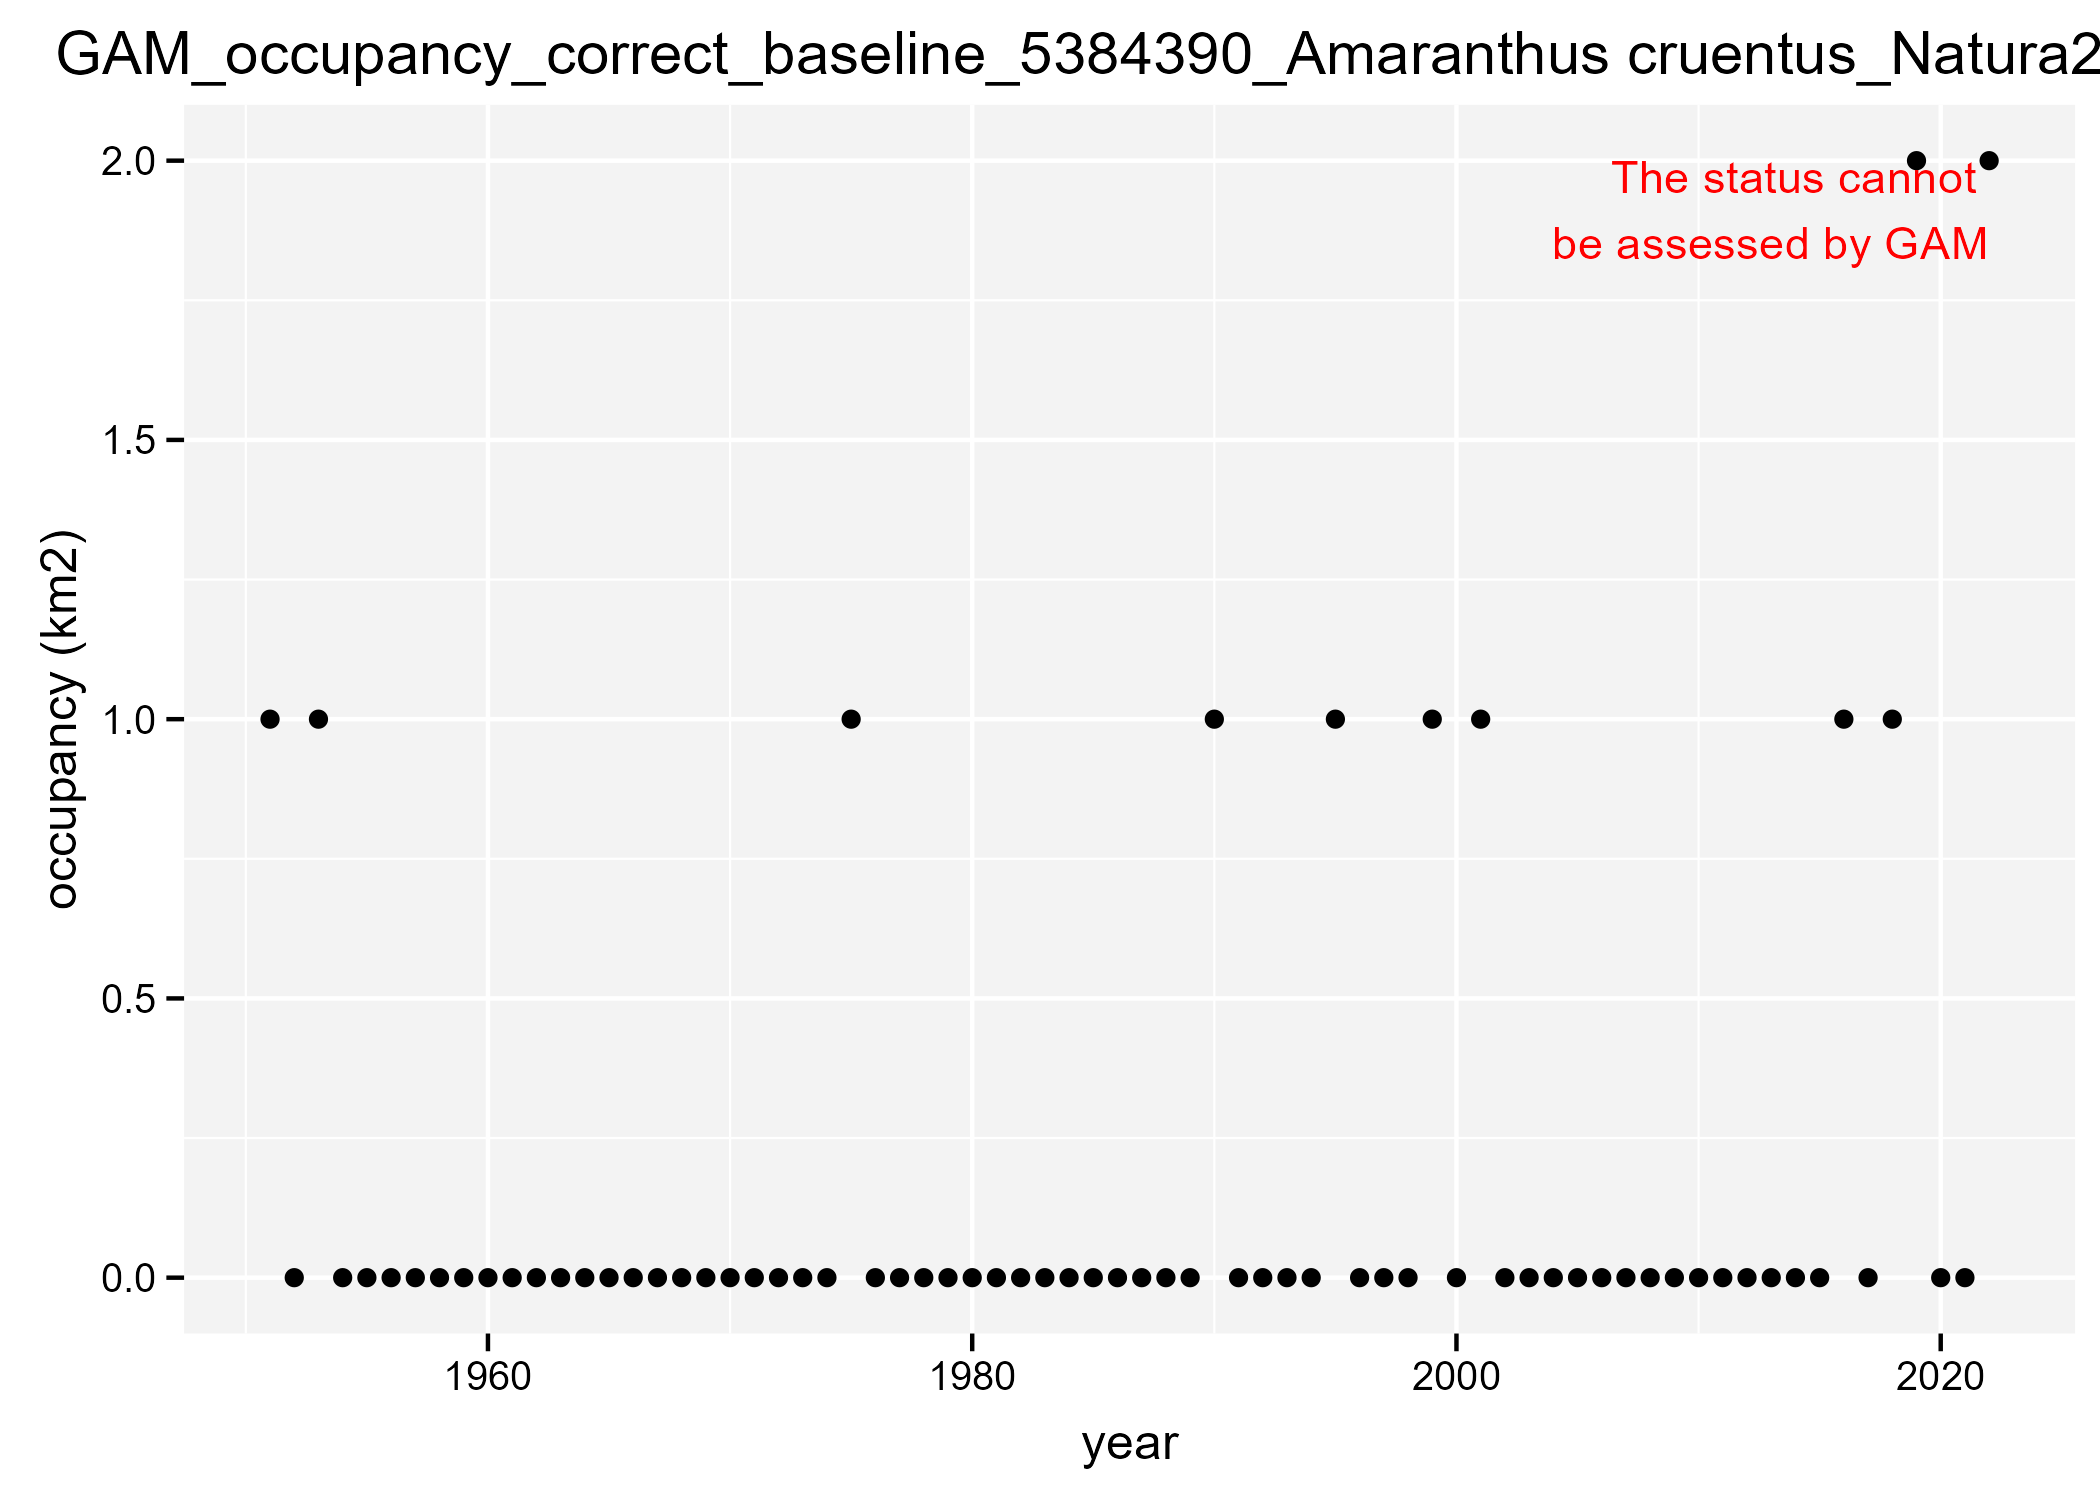 GAM_occupancy_correct_baseline_5384390_Amaranthus cruentus_Natura2
2.0
The status cannot
be assessed by GAM
1.5
occupancy (km2)
1.0
0.5
0.0
1960 1980 2000 2020
year